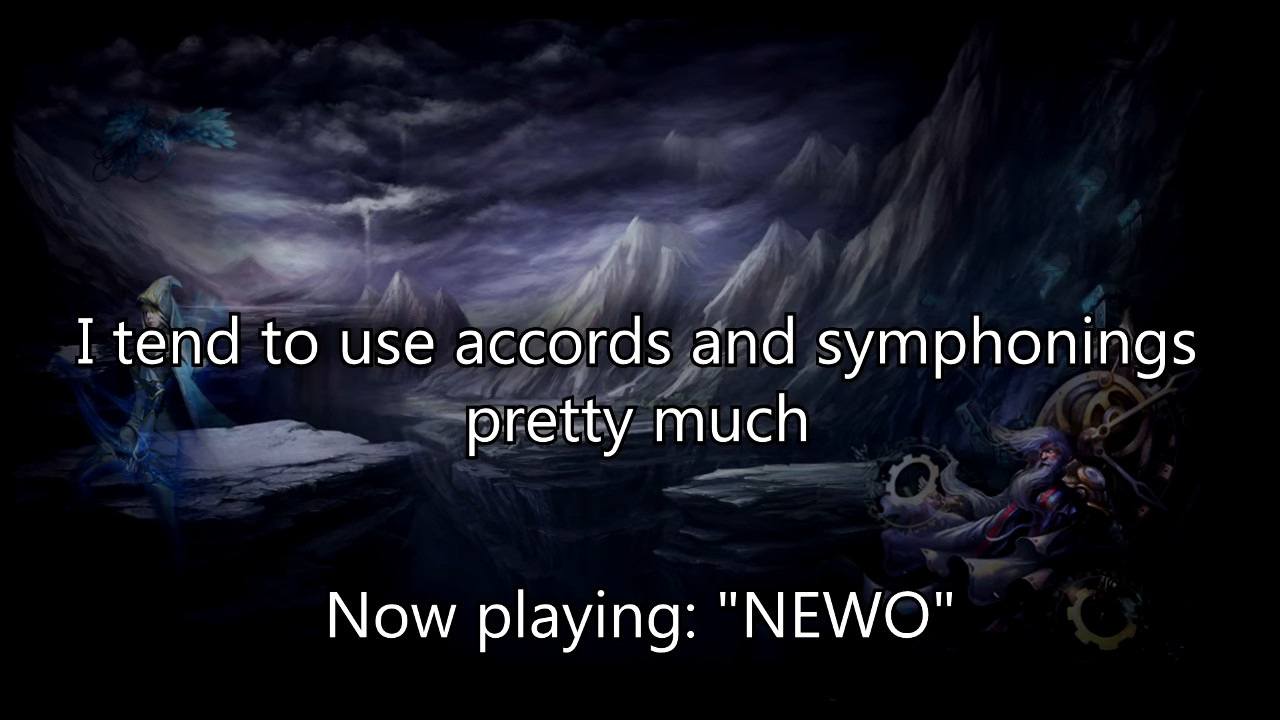 I tend to use accords and symphonings
pretty much
Now playing: "NEWO"